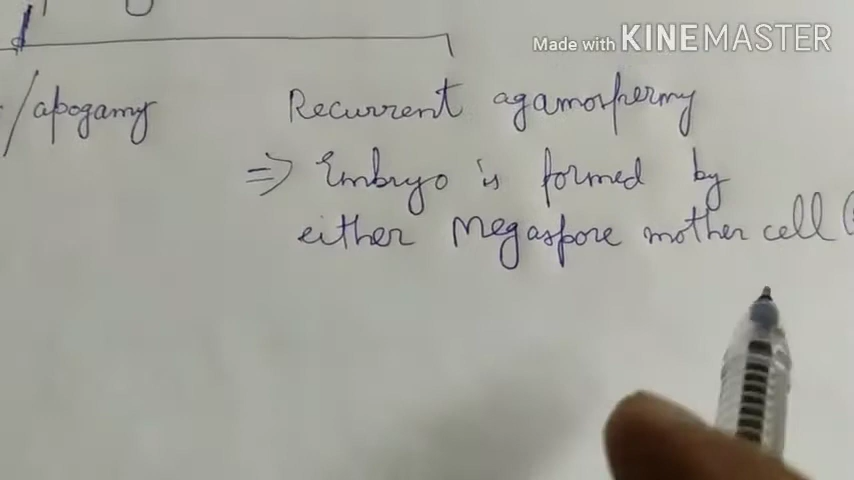 Made with KINEMASTER
/apogamy Recurrent agamospermy
⇒ Embryo is formed by
either Megaspore mother cell (